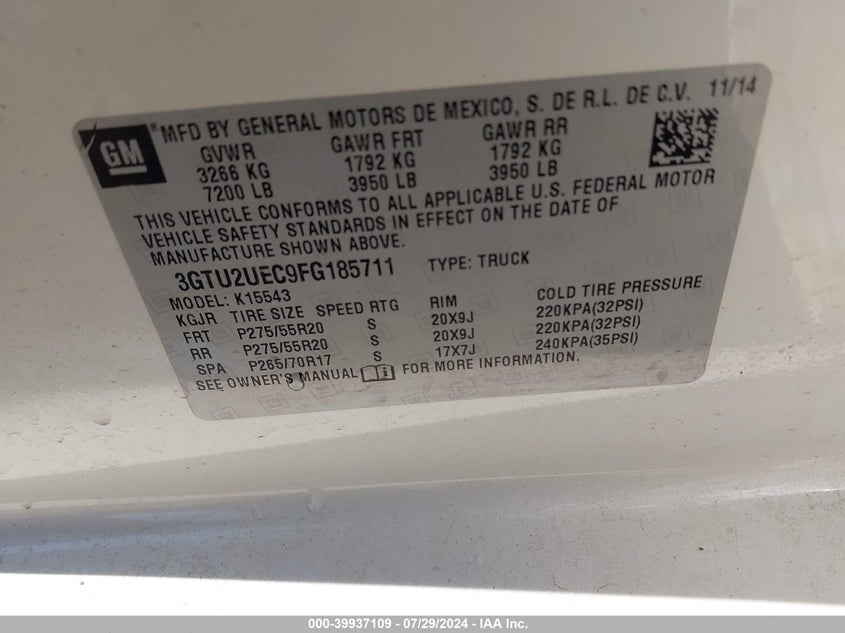 GM ®MFD BY GENERAL MOTORS DE MEXICO, S. DE R.L. DE C.V. 11/14
GVWR GAWR FRT GAWR RR
3266 KG 1792 KG 1792 KG
7200 LB 3950 LB 3950 LB
THIS VEHICLE CONFORMS TO ALL APPLICABLE U.S. FEDERAL MOTOR
VEHICLE SAFETY STANDARDS IN EFFECT ON THE DATE OF
MANUFACTURE SHOWN ABOVE.
3GTU2UEC9FG185711 TYPE: TRUCK
MODEL: K15543
KGJR TIRE SIZE SPEED RTG RIM COLD TIRE PRESSURE
FRT P275/55R20 S 20X9J 220KPA(32PSI)
RR P275/55R20 S 20X9J 220KPA(32PSI)
SPA P265/70R17 S 17X7J 240KPA(35PSI)
SEE OWNER'S MANUAL FOR MORE INFORMATION.
000-39937109 - 07/29/2024 - IAA Inc.